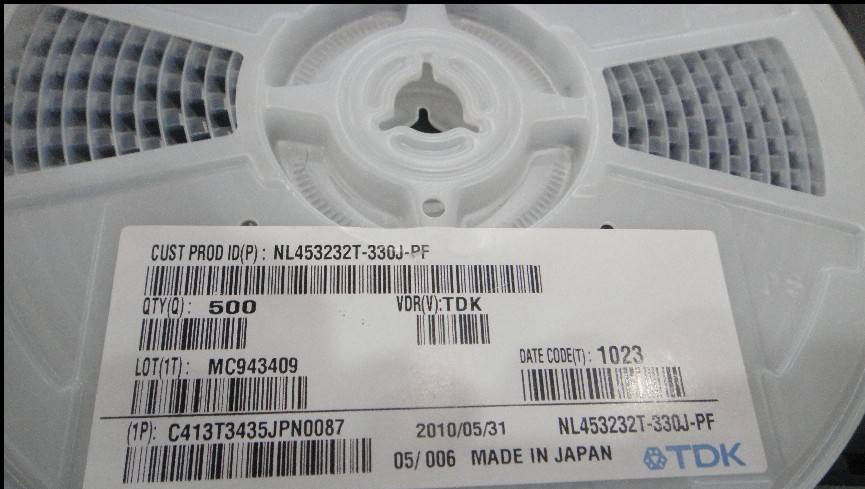 CUST PROD ID(P): NL453232T-330J-PF
QTY(Q): 500 VDR(V):TDK
LOT(1T): MC943409 DATE CODE(T): 1023
(1P): C413T3435JPN0087 2010/05/31 NL453232T-330J-PF
05/ 006 MADE IN JAPAN TDK